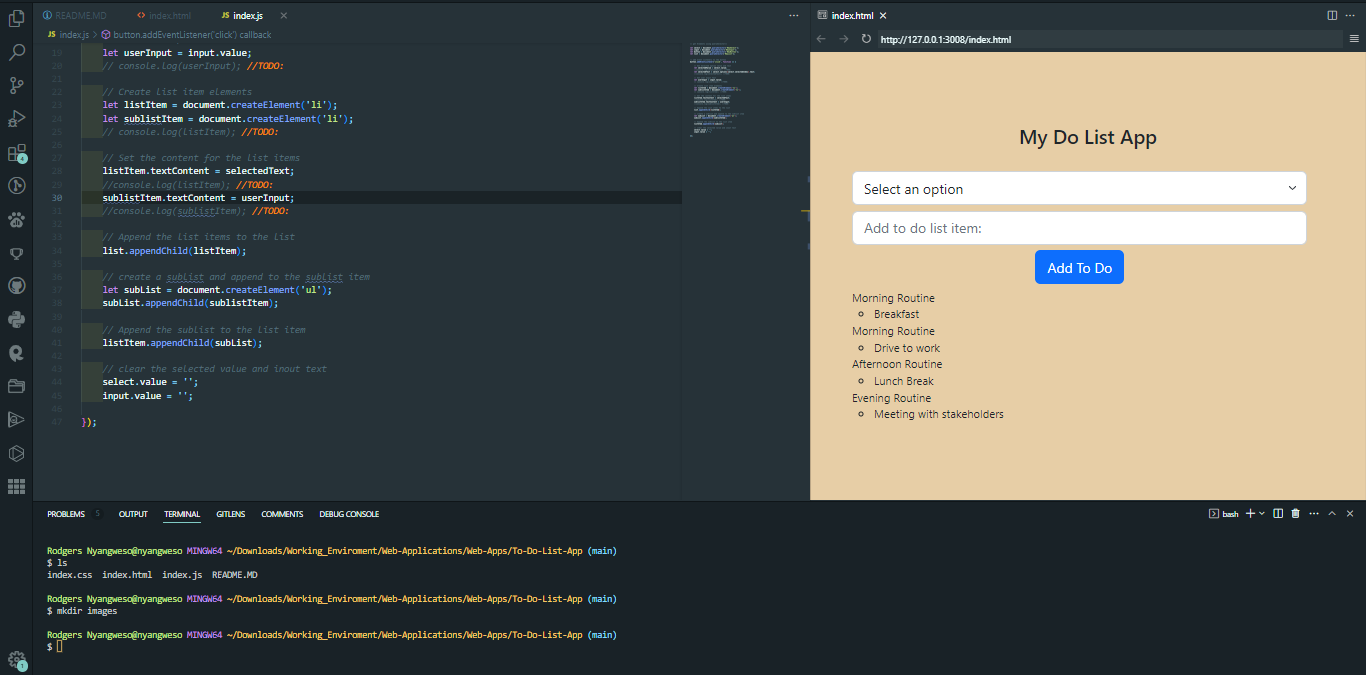 README.MD
index.html
JS index.js
JS index.js > button.addEventListener('click') callback
19 let userInput = input.value;
20 // console.log(userInput); //TODO:
21
22 // Create list item elements
23 let listItem = document.createElement('li');
24 let sublistItem = document.createElement('li');
25 // console.log(listItem); //TODO:
26
27 // Set the content for the list items
28 listItem.textContent = selectedText;
29 //console.log(listItem); //TODO:
30 sublistItem.textContent = userInput;
31 //console.log(sublistItem); //TODO:
32
33 // Append the list items to the list
34 list.appendChild(listItem);
35
36 // create a sublist and append to the sublist item
37 let subList = document.createElement('ul');
38 subList.appendChild(sublistItem);
39
40 // Append the sublist to the list item
41 listItem.appendChild(subList);
42
43 // clear the selected value and inout text
44 select.value = '';
45 input.value = '';
46
47 });
index.html
http://127.0.0.1:3008/index.html
My Do List App
Select an option
Add to do list item:
Add To Do
Morning Routine
Breakfast
Morning Routine
Drive to work
Afternoon Routine
Lunch Break
Evening Routine
Meeting with stakeholders
PROBLEMS 5 OUTPUT TERMINAL GITLENS COMMENTS DEBUG CONSOLE
bash
Rodgers Nyangweso@nyangweso MINGW64 ~/Downloads/Working_Enviroment/Web-Applications/Web-Apps/To-Do-List-App (main)
$ ls
index.css index.html index.js README.MD
Rodgers Nyangweso@nyangweso MINGW64 ~/Downloads/Working_Enviroment/Web-Applications/Web-Apps/To-Do-List-App (main)
$ mkdir images
Rodgers Nyangweso@nyangweso MINGW64 ~/Downloads/Working_Enviroment/Web-Applications/Web-Apps/To-Do-List-App (main)
$
4
1